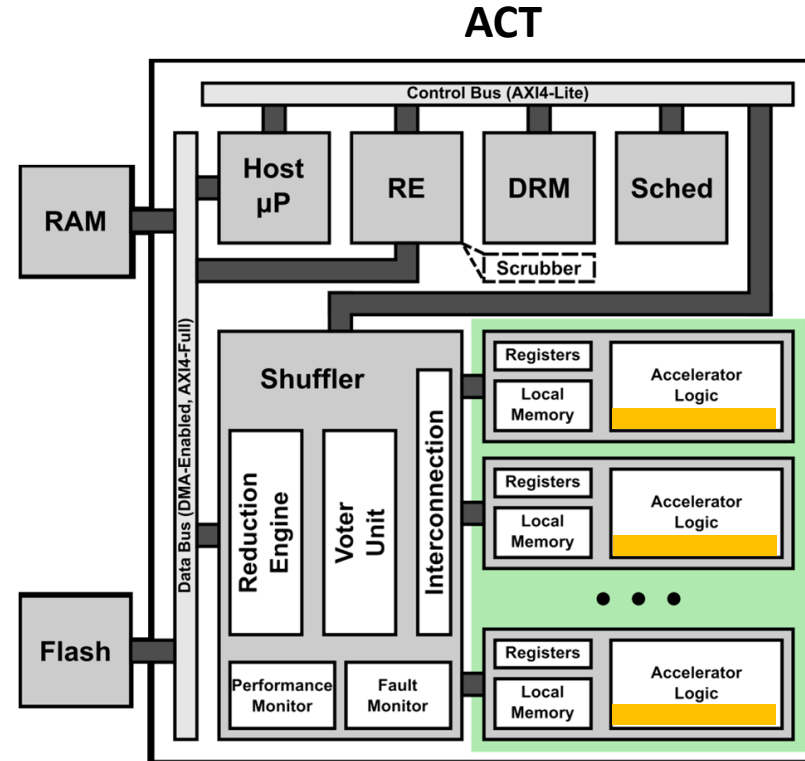 ACT
Control Bus (AXI4-Lite)
Host
µP
RE
DRM
Sched
RAM
Scrubber
Data Bus (DMA-Enabled, AXI4-Full)
Shuffler
Reduction
Engine
Voter
Unit
Interconnection
Performance
Monitor
Fault
Monitor
Registers
Local
Memory
Accelerator
Logic
Registers
Local
Memory
Accelerator
Logic
Registers
Local
Memory
Accelerator
Logic
Flash